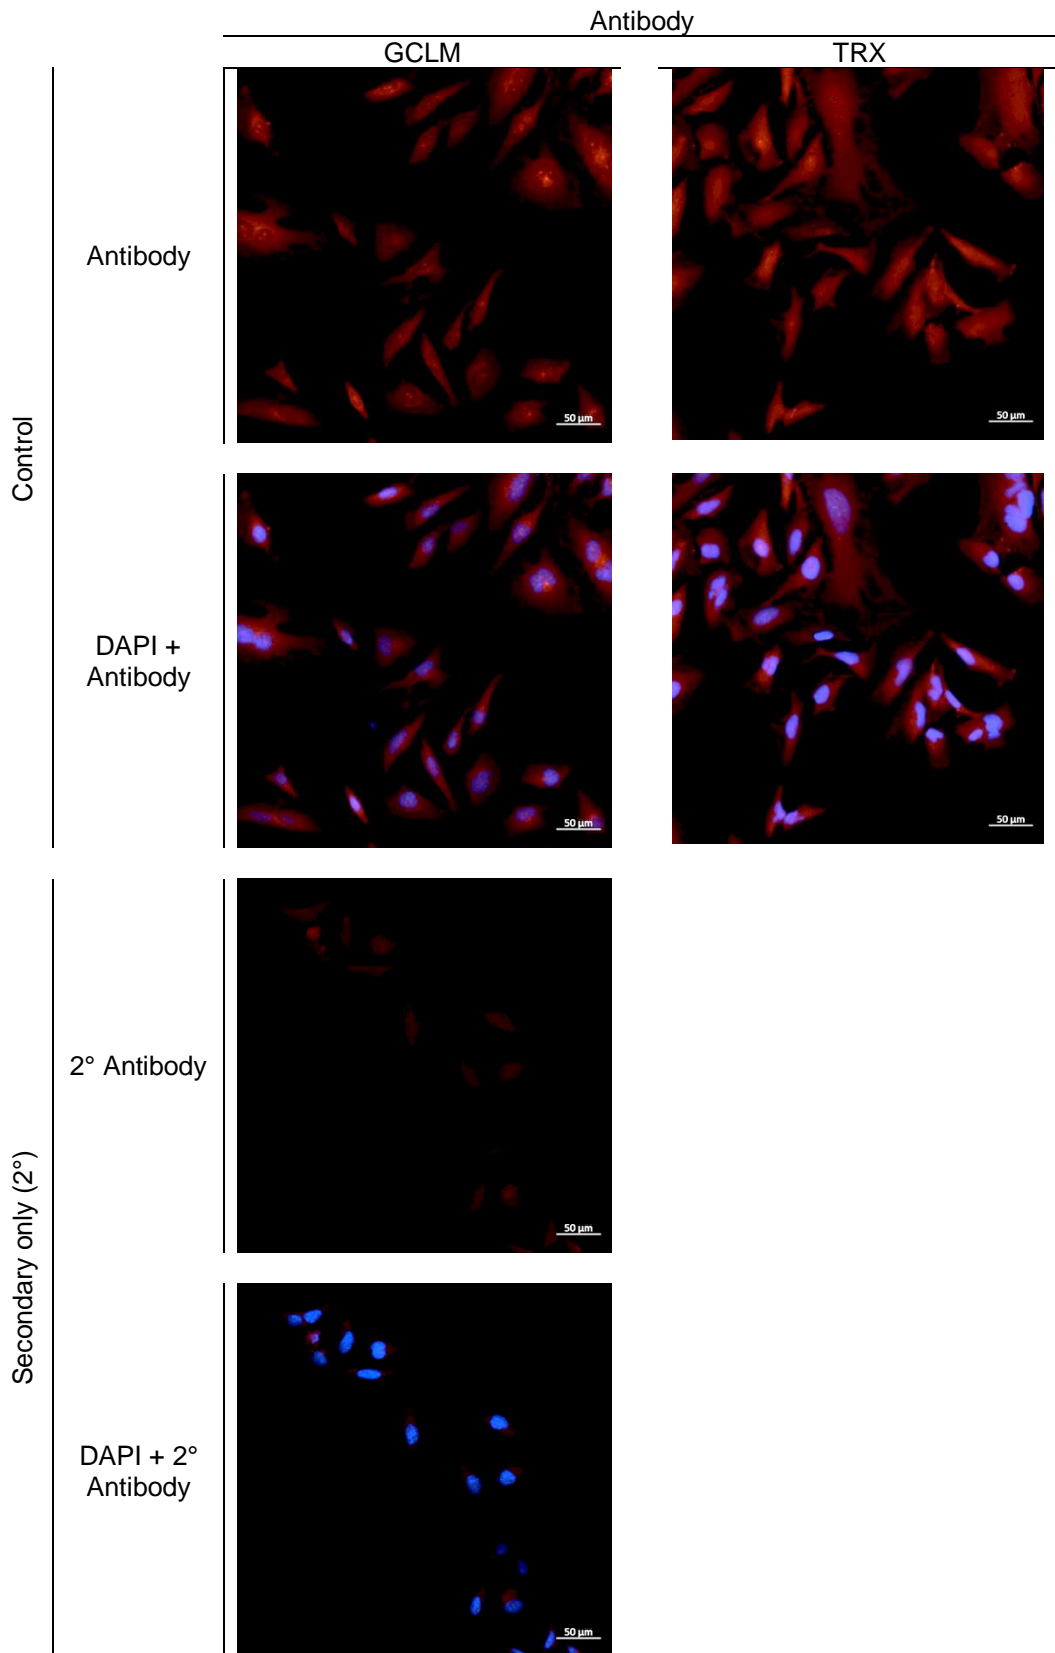 Antibody
GCLM
TRX
Control
Antibody
50 µm
50 µm
DAPI +
Antibody
50 µm
50 µm
Secondary only (2°)
2° Antibody
50 µm
DAPI + 2°
Antibody
50 µm